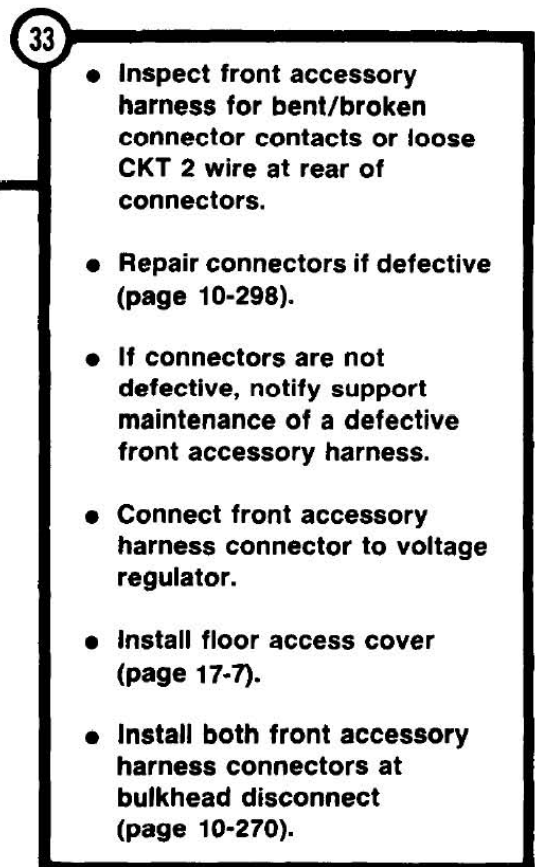 33
● Inspect front accessory
harness for bent/broken
connector contacts or loose
CKT 2 wire at rear of
connectors.
● Repair connectors if defective
(page 10-298).
● If connectors are not
defective, notify support
maintenance of a defective
front accessory harness.
● Connect front accessory
harness connector to voltage
regulator.
● Install floor access cover
(page 17-7).
● Install both front accessory
harness connectors at
bulkhead disconnect
(page 10-270).